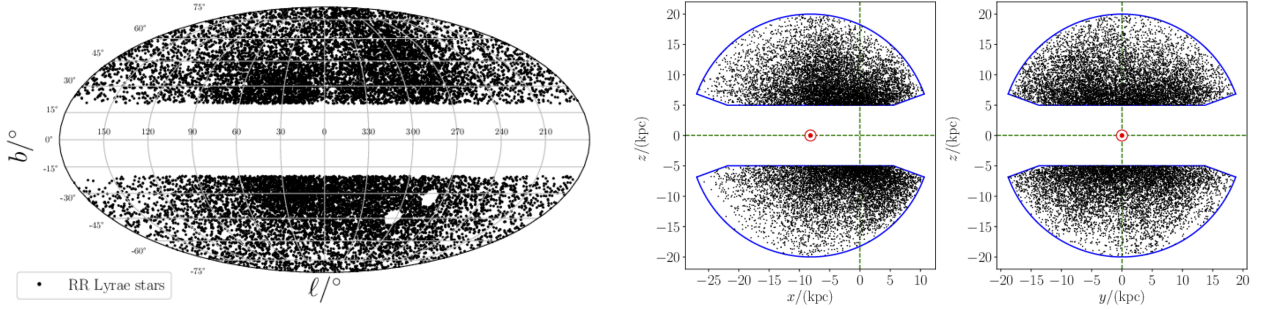 75°
60°
45°
30°
15°
0°
-15°
-30°
-45°
-60°
-75°
150 120 90 60 30 0 330 300 270 240 210
b/°
ℓ/°
RR Lyrae stars
20
15
10
5
0
−5
−10
−15
−20
z/(kpc)
−25 −20 −15 −10 −5 0 5 10
x/(kpc)
20
15
10
5
0
−5
−10
−15
−20
z/(kpc)
−20 −15 −10 −5 0 5 10 15 20
y/(kpc)